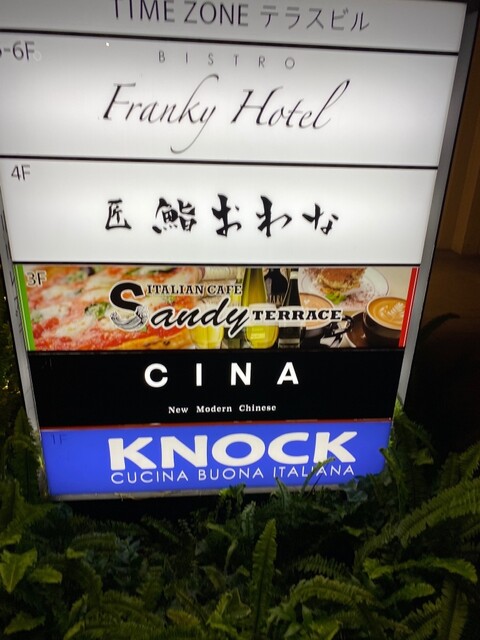 TIME ZONE テラスビル
5-6F
BISTRO
Franky Hotel
4F
匠 鮨 おわな
3F
ITALIAN CAFE
Sandy TERRACE
CINA
New Modern Chinese
1F
KNOCK
CUCINA BUONA ITALIANA